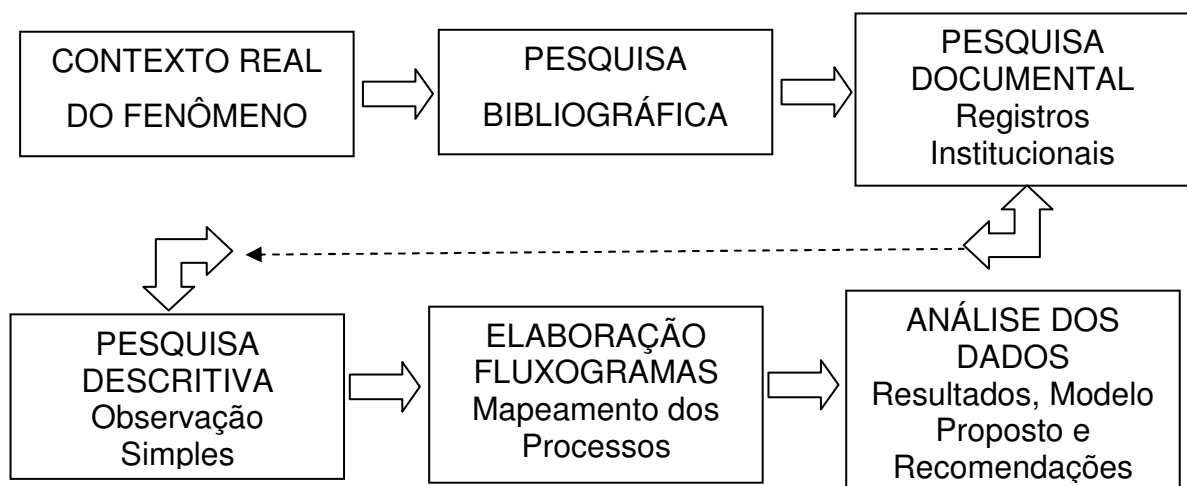 CONTEXTO REAL
DO FENÔMENO
PESQUISA
BIBLIOGRÁFICA
PESQUISA
DOCUMENTAL
Registros
Institucionais
PESQUISA
DESCRITIVA
Observação
Simples
ELABORAÇÃO
FLUXOGRAMAS
Mapeamento dos
Processos
ANÁLISE DOS
DADOS
Resultados, Modelo
Proposto e
Recomendações